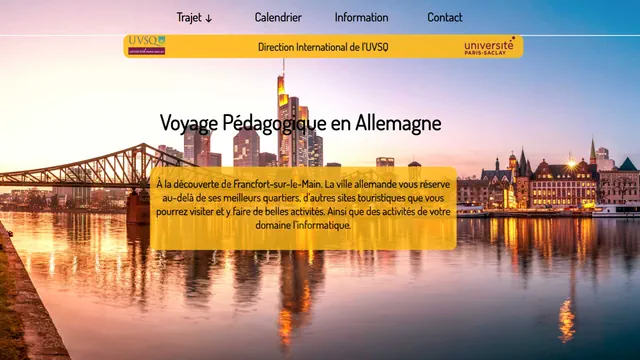 Trajet ↓ Calendrier Information Contact
UVSQ Direction International de l'UVSQ université
PARIS-SACLAY
Voyage Pédagogique en Allemagne
À la découverte de Francfort-sur-le-Main. La ville allemande vous réserve
au-delà de ses meilleurs quartiers, d'autres sites touristiques que vous
pourrez visiter et y faire de belles activités. Ainsi que des activités de votre
domaine l'informatique.